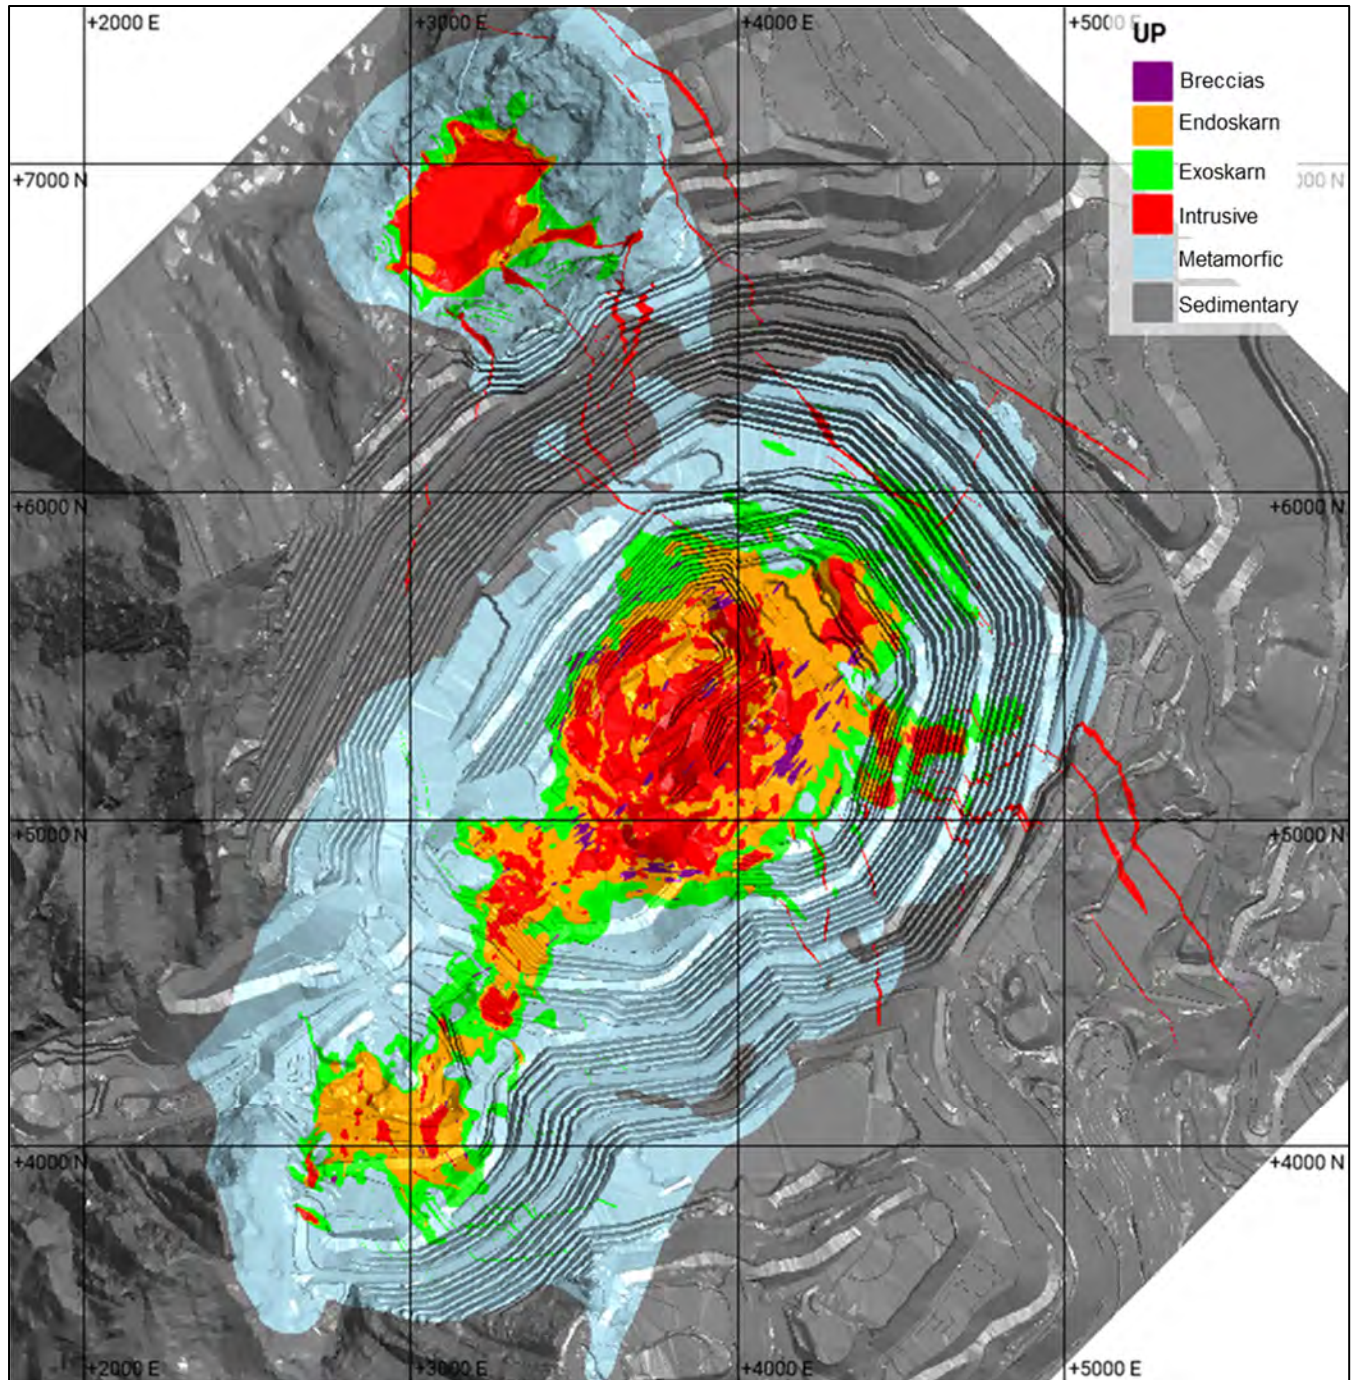 +2000 E
+3000 E
+4000 E
+5000 E
UP
Breccias
Endoskarn
Exoskarn
Intrusive
Metamorfic
Sedimentary
+7000 N
000 N
+6000 N
+6000 N
+5000 N
+5000 N
+4000 N
+4000 N
+2000 E
+3000 E
+4000 E
+5000 E